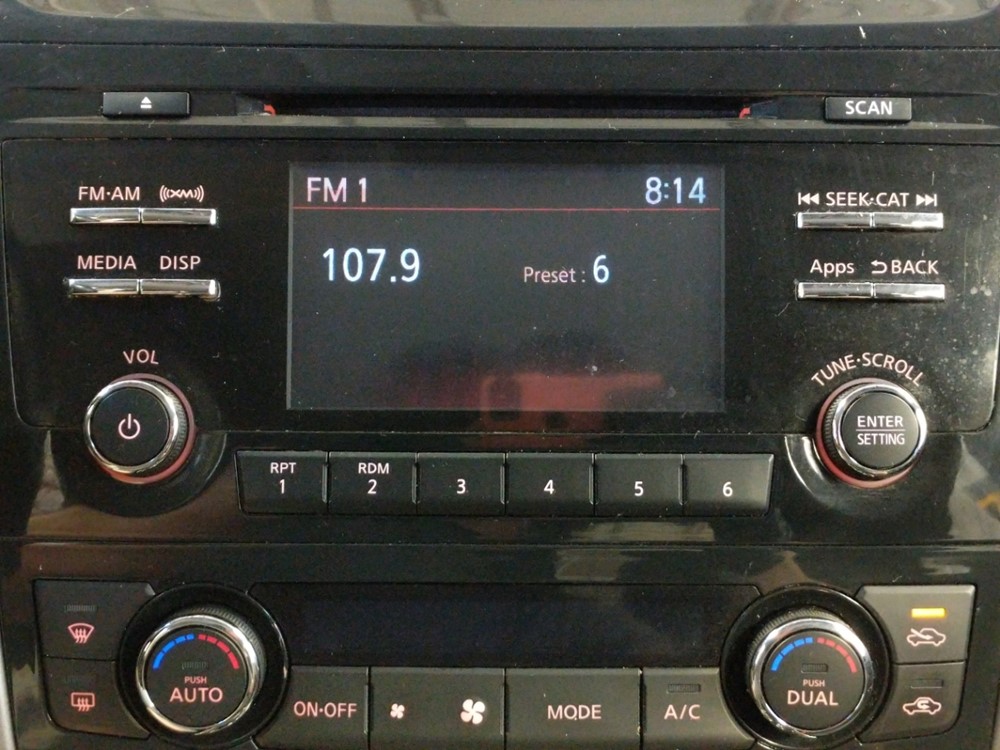 SCAN
FM·AM XM
FM 1 8:14
SEEK·CAT
MEDIA DISP
107.9 Preset : 6
Apps BACK
VOL
TUNE·SCROLL
ENTER
SETTING
RPT
1
RDM
2
3
4
5
6
PUSH
AUTO
PUSH
DUAL
ON·OFF
MODE
A/C